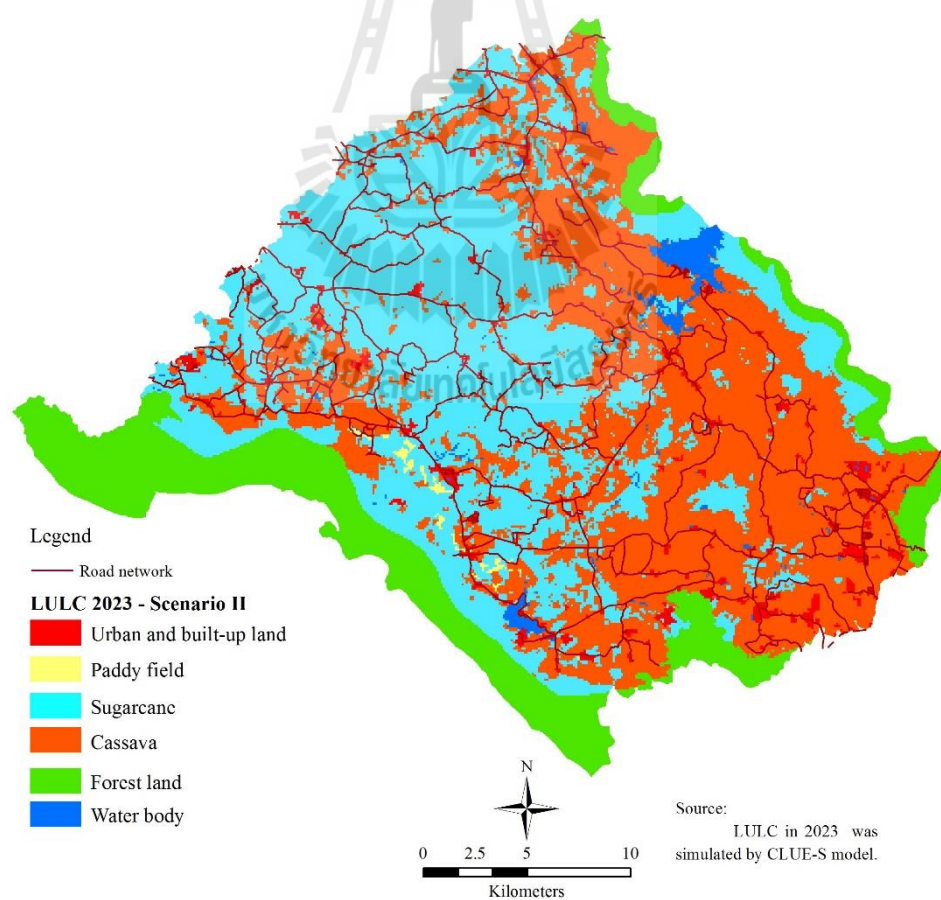 Legend
Road network
LULC 2023 - Scenario II
Urban and built-up land
Paddy field
Sugarcane
Cassava
Forest land
Water body
N
0 2.5 5 10
Kilometers
Source:
LULC in 2023 was
simulated by CLUE-S model.